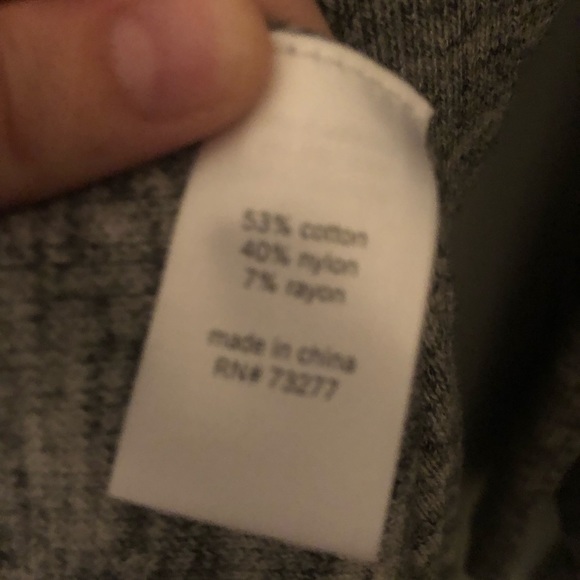 53% cotton
40% nylon
7% rayon
made in china
RN# 73277